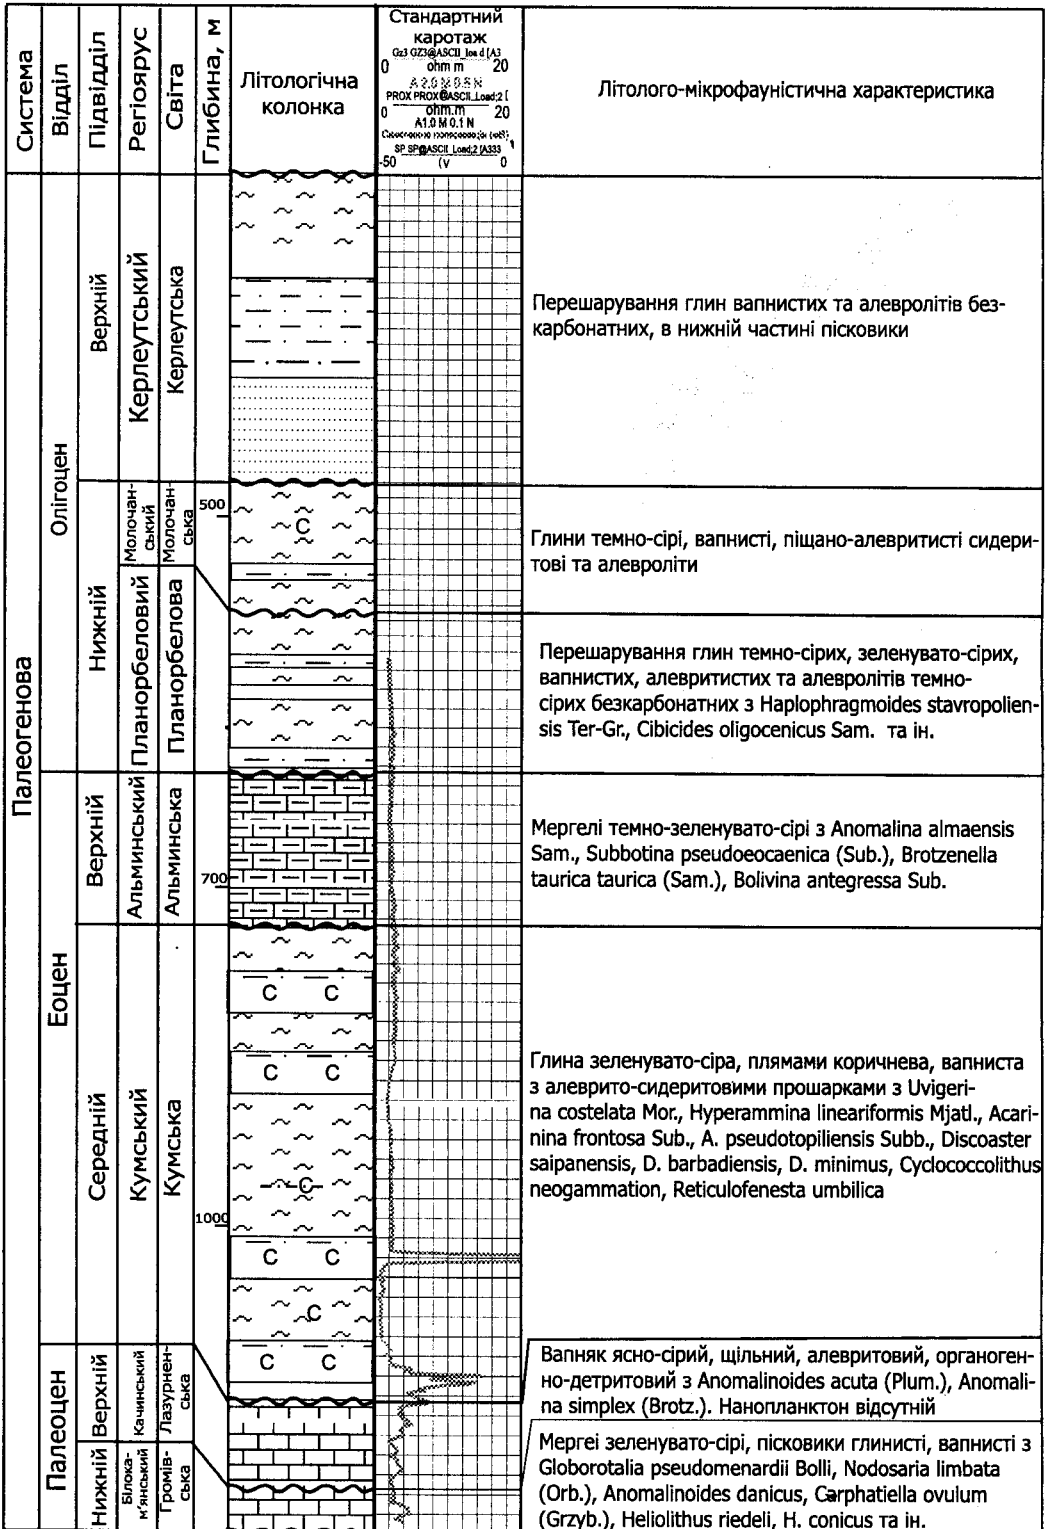 Система
Відділ
Підвідділ
Регіоярус
Світа
Глибина, м
Літологічна
колонка
Стандартний
каротаж
Gz3 GZ3@ASCII_loa d [A3
0 ohm m 20
A 2.0 M 0.5 N
PROX PROX@ASCII_Load;2 [
0 ohm.m 20
A1.0 M 0.1 N
SP SP@ASCII_Load;2 [A333 1
-50 (v 0
Літолого-мікрофауністична характеристика
Палеогенова
Олігоцен
Верхній
Керлеутський
Керлеутська
Перешарування глин вапнистих та алевролітів без-
карбонатних, в нижній частині пісковики
Нижній
Молочан-
ський
Молочан-
ська
500
С
Глини темно-сірі, вапнисті, піщано-алевритисті сидери-
тові та алевроліти
Планорбеловий
Планорбелова
Перешарування глин темно-сірих, зеленувато-сірих,
вапнистих, алевритистих та алевролітів темно-
сірих безкарбонатних з Haplophragmoides stavropolien-
sis Ter-Gr., Cibicides oligocenicus Sam. та ін.
Еоцен
Верхній
Альминський
Альминська
700
Мергелі темно-зеленувато-сірі з Anomalina almaensis
Sam., Subbotina pseudoeocaenica (Sub.), Brotzenella
taurica taurica (Sam.), Bolivina antegressa Sub.
Середній
Кумський
Кумська
С С
С С
С
1000
С С
С
Глина зеленувато-сіра, плямами коричнева, вапниста
з алеврито-сидеритовими прошарками з Uvigeri-
na costelata Mor., Hyperammina lineariformis Mjatl., Acari-
nina frontosa Sub., A. pseudotopiliensis Subb., Discoaster
saipanensis, D. barbadiensis, D. minimus, Cyclococcolithus
neogammation, Reticulofenesta umbilica
Палеоцен
Верхній
Качинський
Лазурнен-
ська
С С
Вапняк ясно-сірий, щільний, алевритовий, органоген-
но-детритовий з Anomalinoides acuta (Plum.), Anomali-
na simplex (Brotz.). Нанопланктон відсутній
Нижній
Білока-
м'янський
Громів-
ська
Мергеі зеленувато-сірі, пісковики глинисті, вапнисті з
Globorotalia pseudomenardii Bolli, Nodosaria limbata
(Orb.), Anomalinoides danicus, Carphatiella ovulum
(Grzyb.), Heliolithus riedeli, H. conicus та ін.